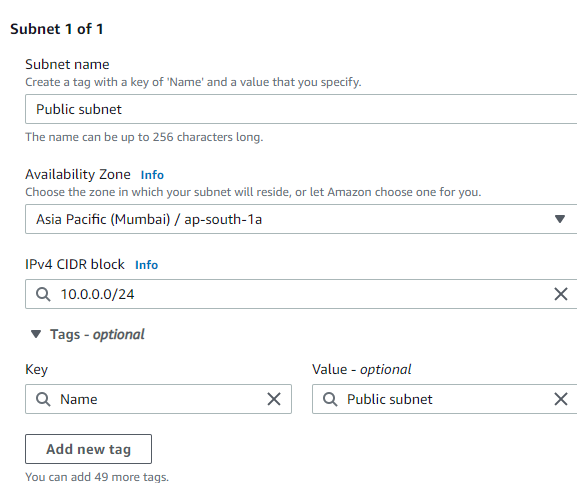 Subnet 1 of 1
Subnet name
Create a tag with a key of 'Name' and a value that you specify.
Public subnet
The name can be up to 256 characters long.
Availability Zone Info
Choose the zone in which your subnet will reside, or let Amazon choose one for you.
Asia Pacific (Mumbai) / ap-south-1a
IPv4 CIDR block Info
10.0.0.0/24
Tags - optional
Key
Value - optional
Name
Public subnet
Add new tag
You can add 49 more tags.